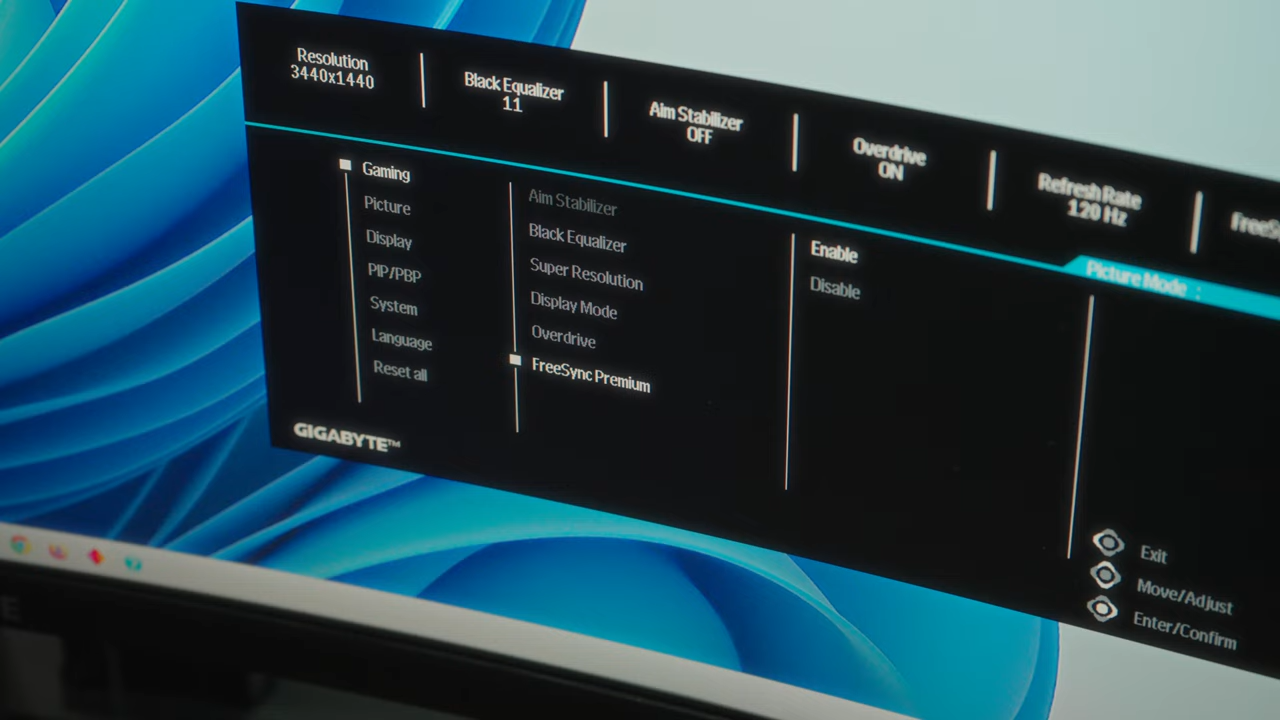 Resolution
3440x1440
Black Equalizer
11
Aim Stabilizer
OFF
Overdrive
ON
Refresh Rate
120 Hz
Gaming
Picture
Display
PIP/PBP
System
Language
Reset all
Aim Stabilizer
Black Equalizer
Super Resolution
Display Mode
Overdrive
FreeSync Premium
Enable
Disable
Picture Mode :
GIGABYTE™
Exit
Move/Adjust
Enter/Confirm
E